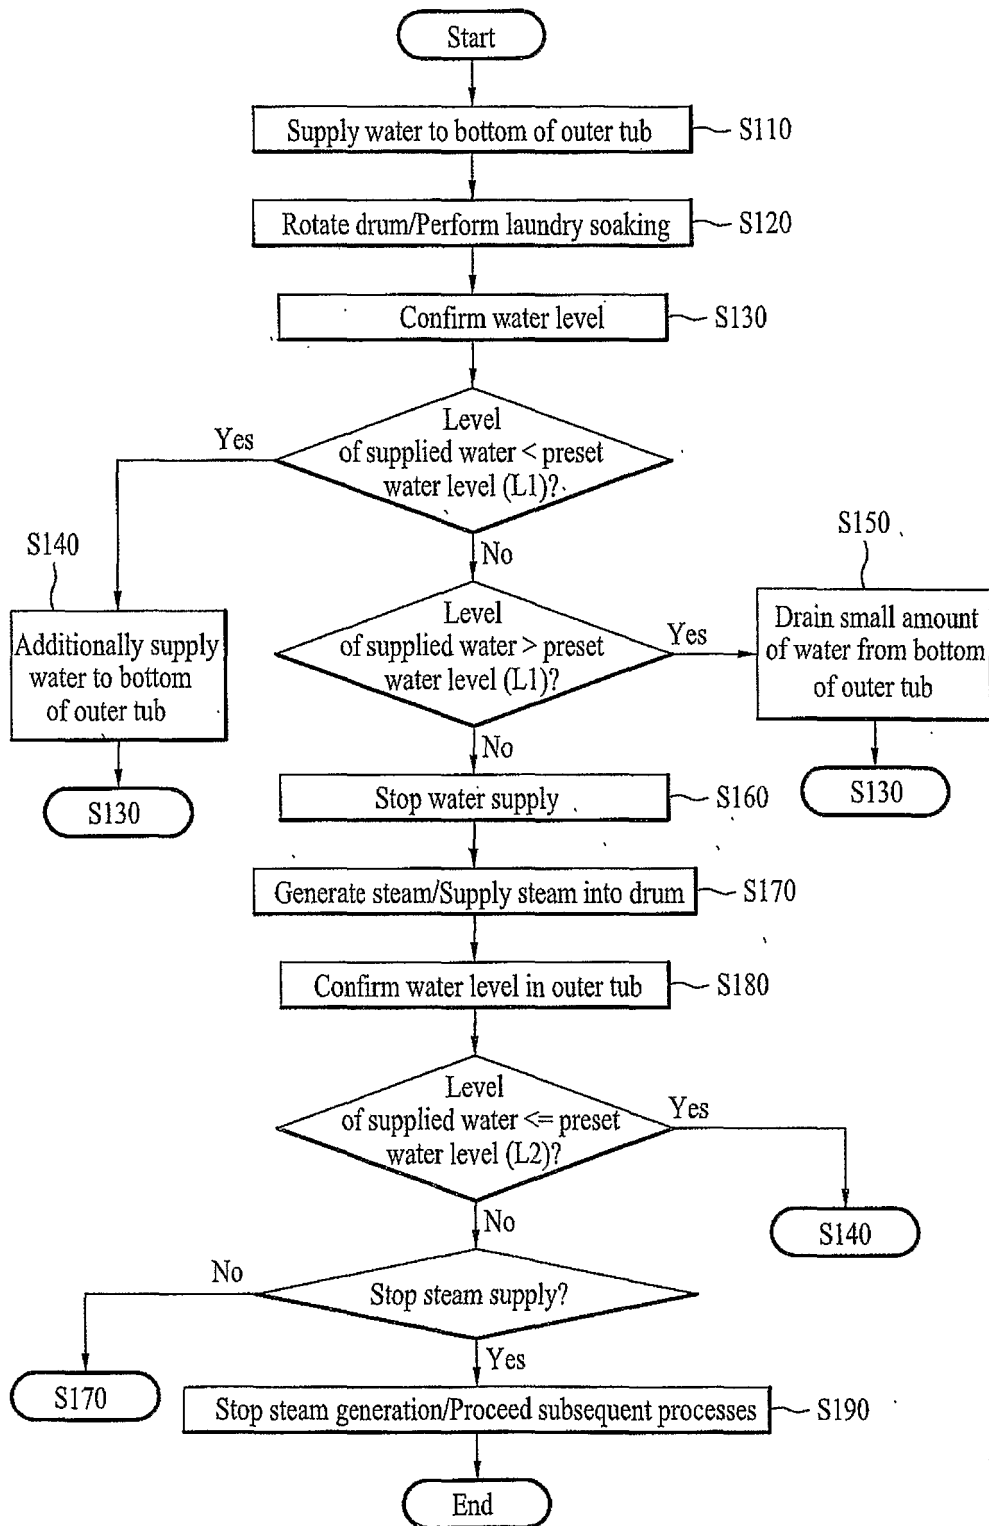 Start
Supply water to bottom of outer tub
S110
Rotate drum/Perform laundry soaking
S120
Confirm water level
S130
Level
of supplied water < preset
water level (L1)?
Yes
No
S140
Additionally supply
water to bottom
of outer tub
S130
Level
of supplied water > preset
water level (L1)?
Yes
No
S150
Drain small amount
of water from bottom
of outer tub
S130
Stop water supply
S160
Generate steam/Supply steam into drum
S170
Confirm water level in outer tub
S180
Level
of supplied water <= preset
water level (L2)?
Yes
No
S140
Stop steam supply?
No
Yes
S170
Stop steam generation/Proceed subsequent processes
S190
End